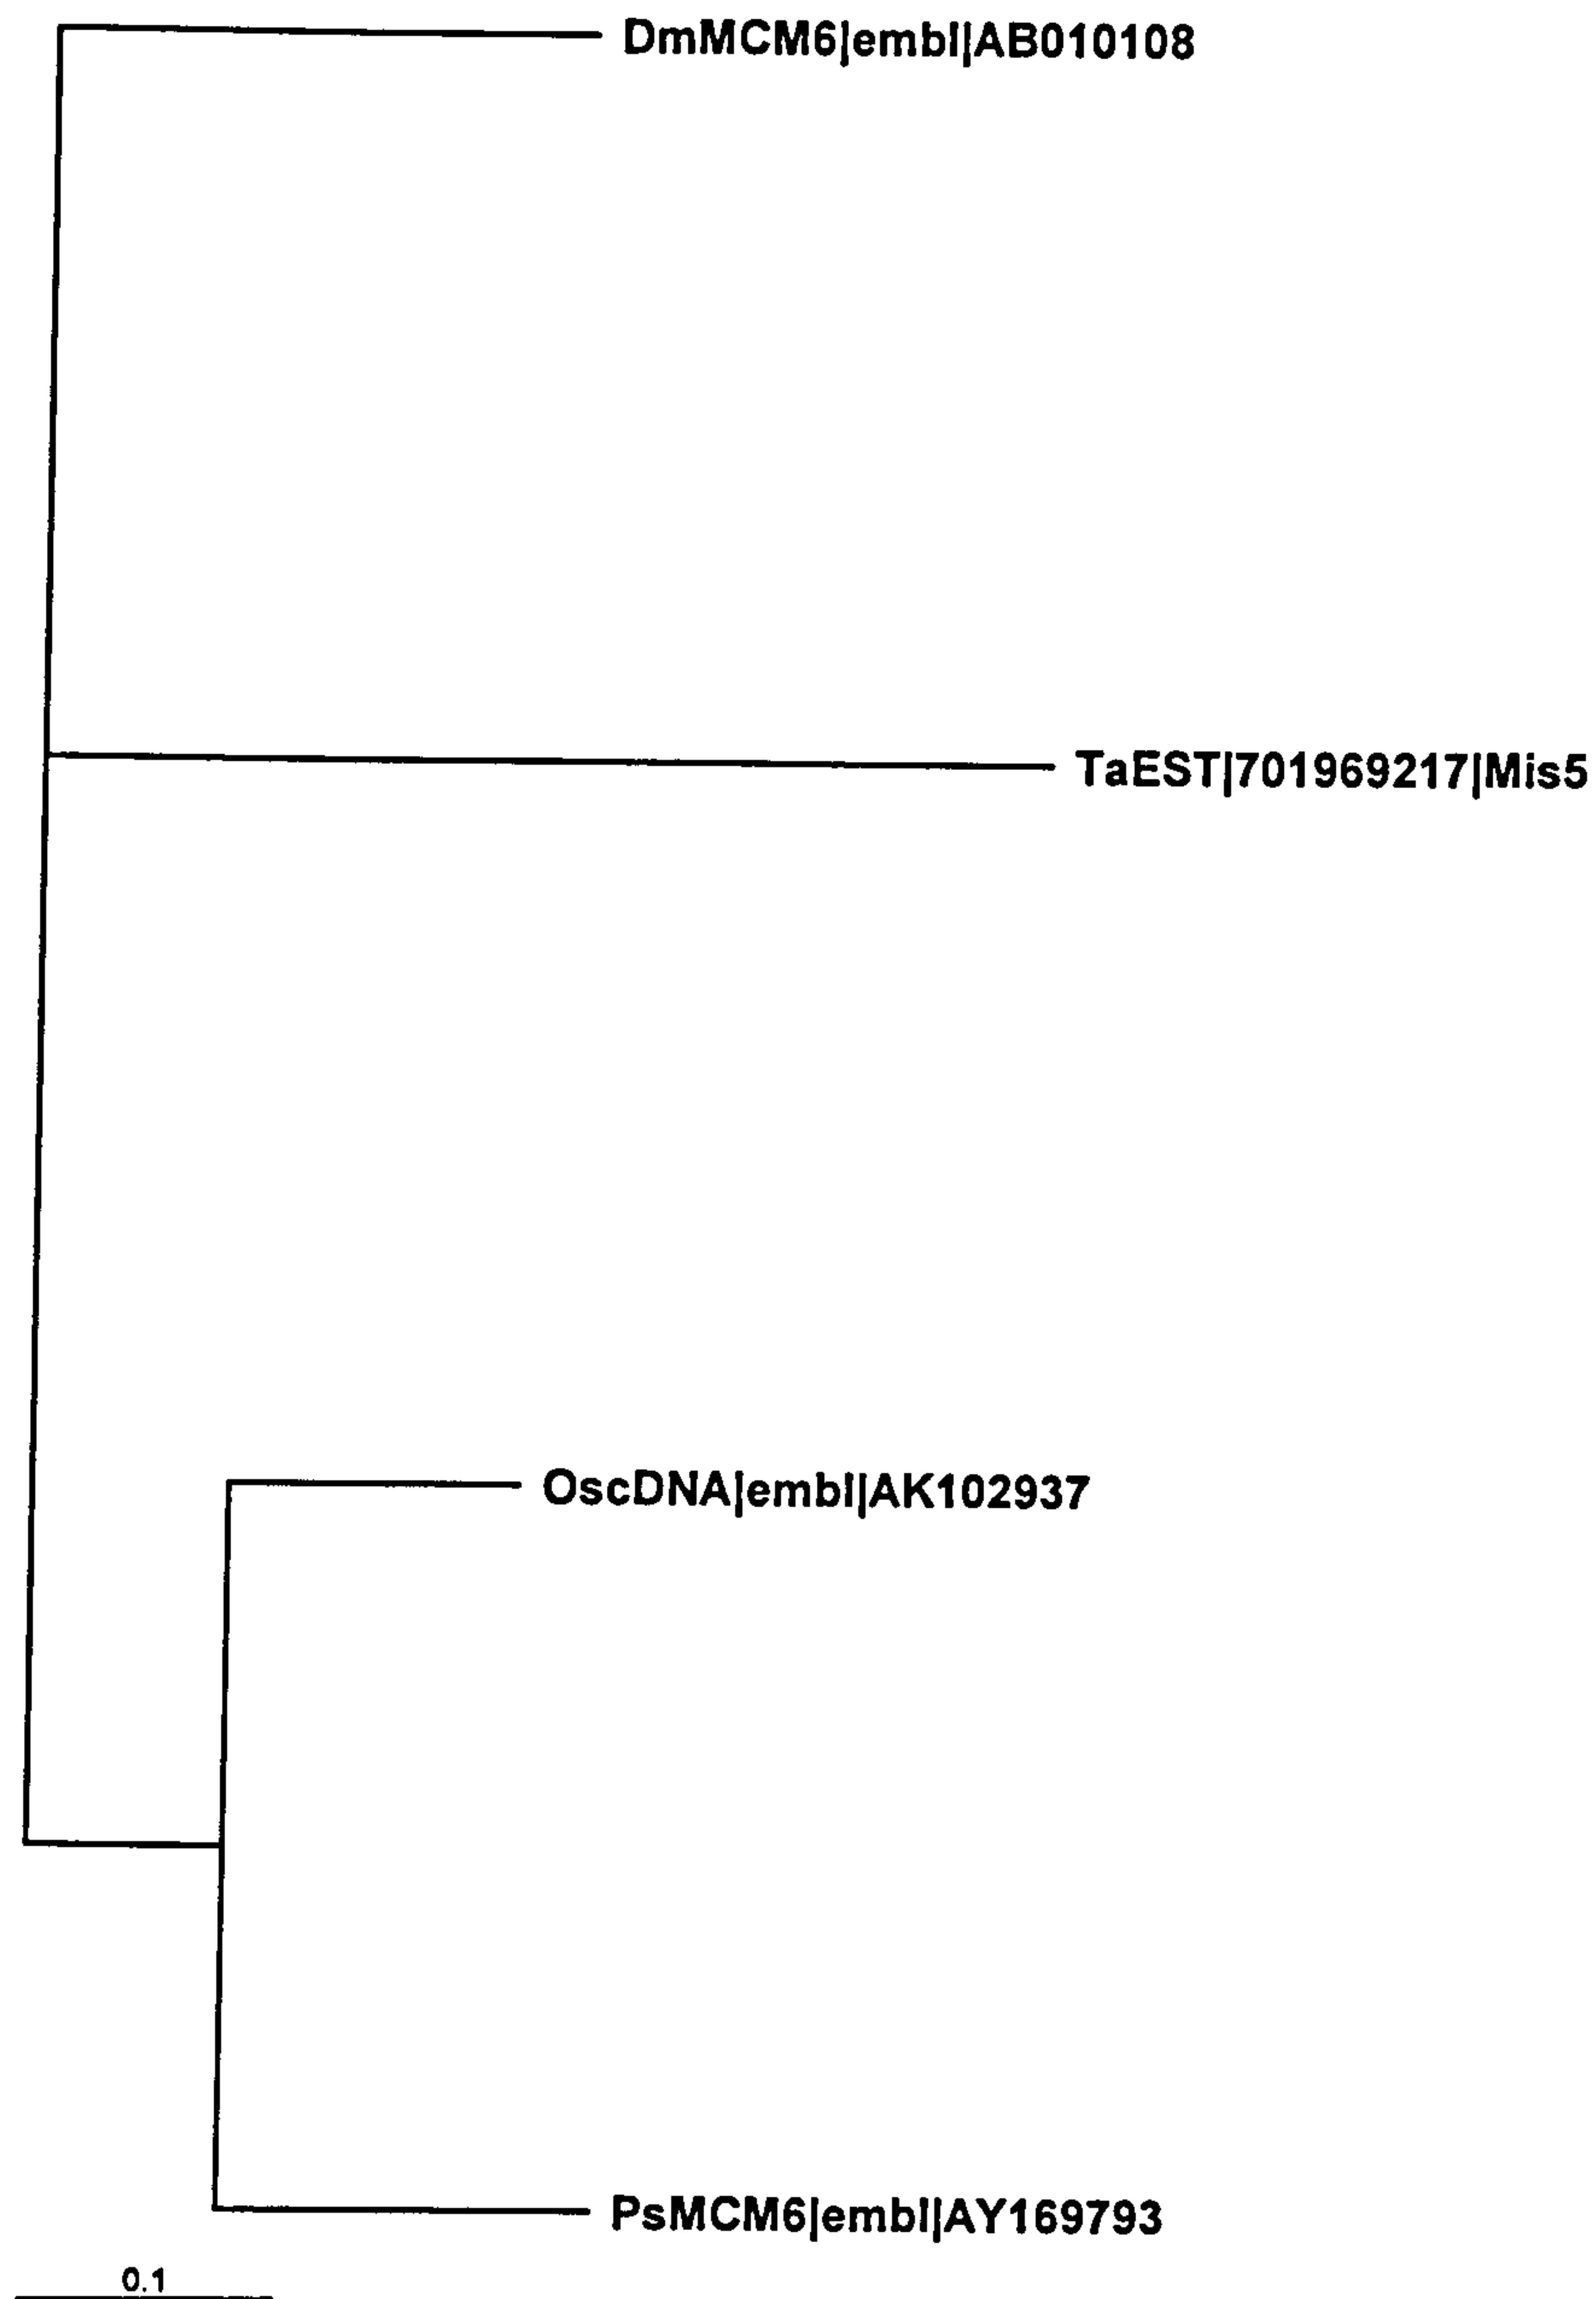 DmMCM6|embl|AB010108
TaEST|701969217|Mis5
OscDNA|embl|AK102937
PsMCM6|embl|AY169793
0.1